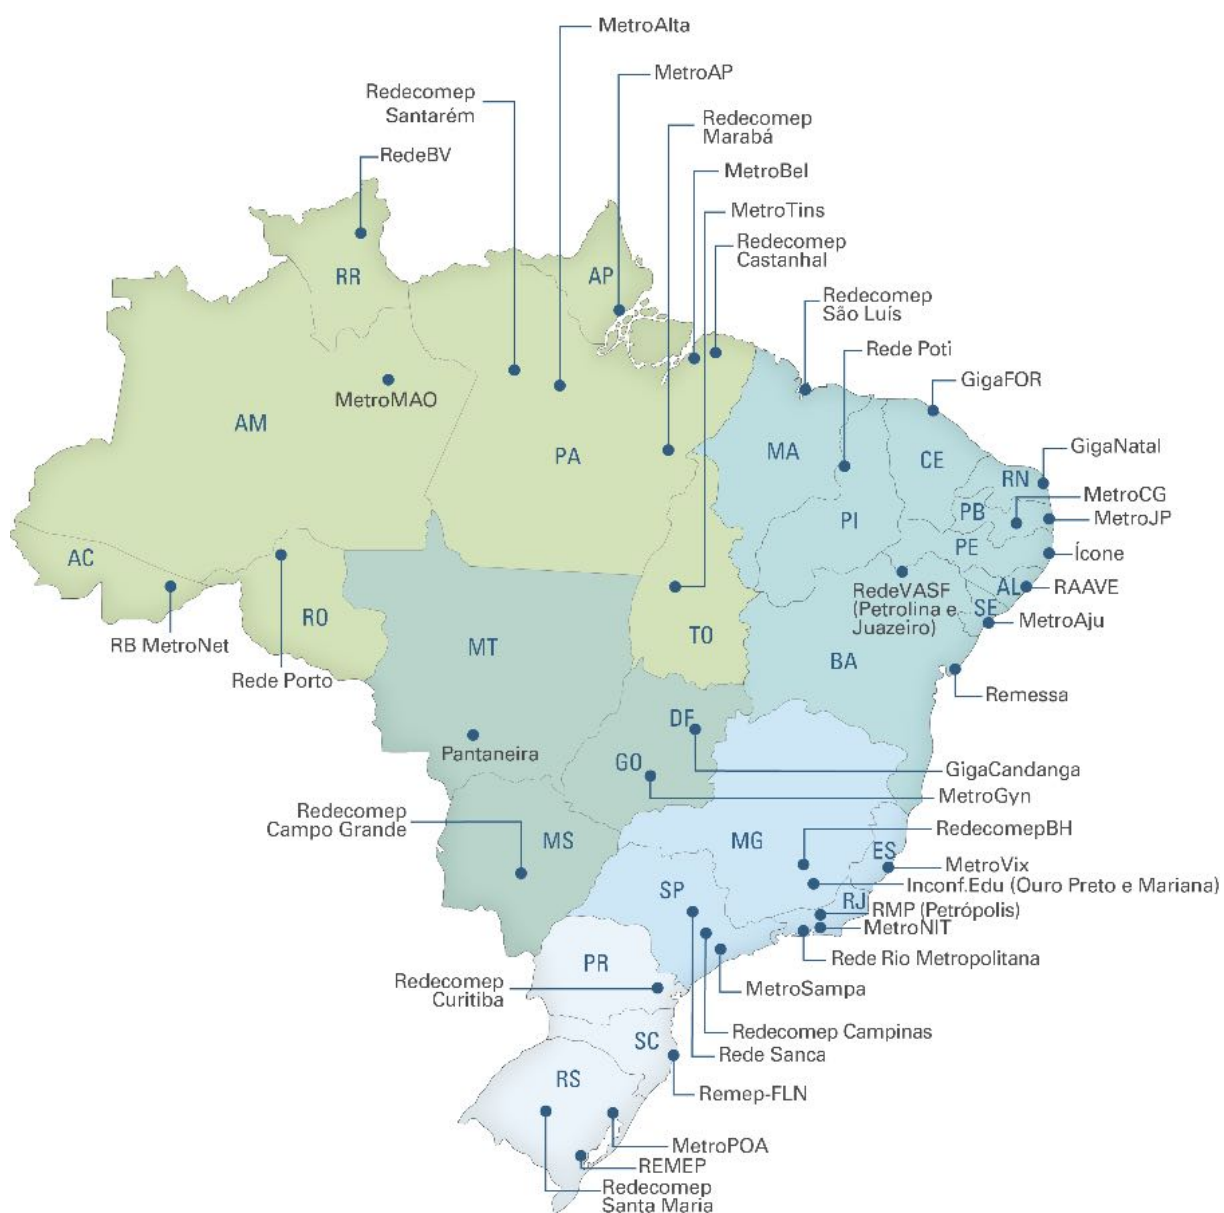 MetroAlta
MetroAP
Redecomep
Santarém
Redecomep
Marabá
RedeBV
MetroBel
MetroTins
Redecomep
Castanhal
RR
AP
Redecomep
São Luís
Rede Poti
GigaFOR
MetroMAO
AM
PA
MA
CE
GigaNatal
RN
MetroCG
PB
MetroJP
PI
PE
Ícone
AC
RO
RB MetroNet
Rede Porto
MT
TO
RedeVASF
(Petrolina e
Juazeiro)
AL
RAAVE
SE
MetroAju
BA
Remessa
Pantaneira
DF
GO
GigaCandanga
MetroGyn
Redecomep
Campo Grande
MS
MG
RedecomepBH
ES
MetroVix
SP
Inconf.Edu (Ouro Preto e Mariana)
RJ
RMP (Petrópolis)
MetroNIT
Rede Rio Metropolitana
PR
Redecomep
Curitiba
MetroSampa
Redecomep Campinas
SC
Rede Sanca
RS
Remep-FLN
MetroPOA
REMEP
Redecomep
Santa Maria